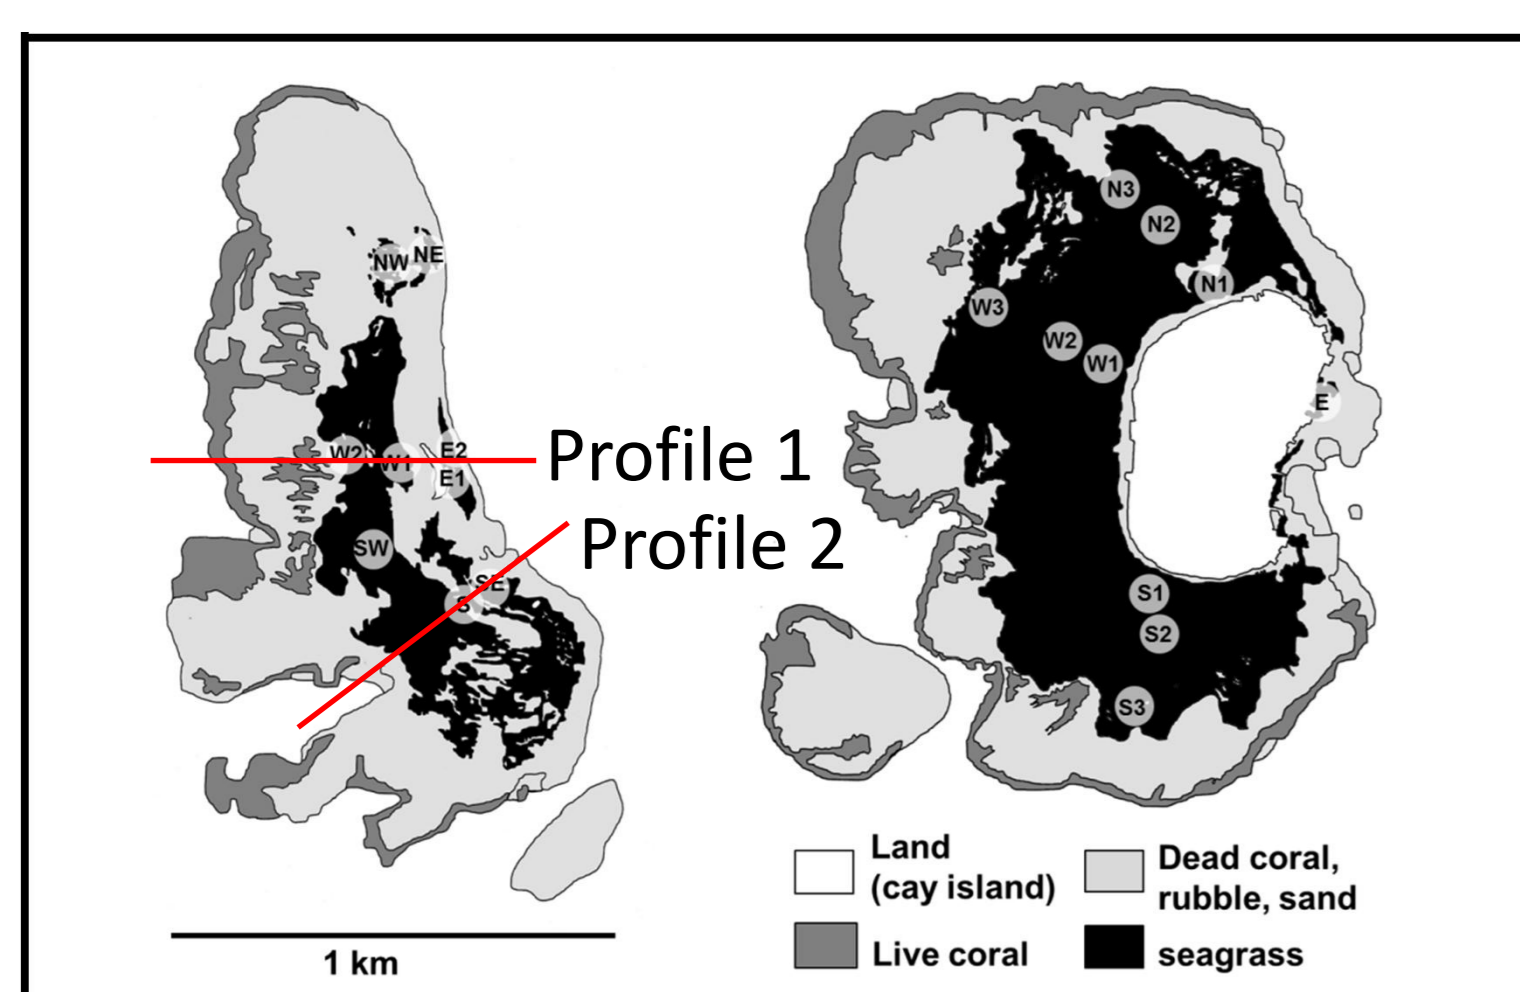 N3
N2
NW NE
N1
W3
W2
W1
E
W2 W1 E2
E1
Profile 1
Profile 2
SW
SE
S
S1
S2
S3
Land
(cay island)
Dead coral,
rubble, sand
Live coral
seagrass
1 km